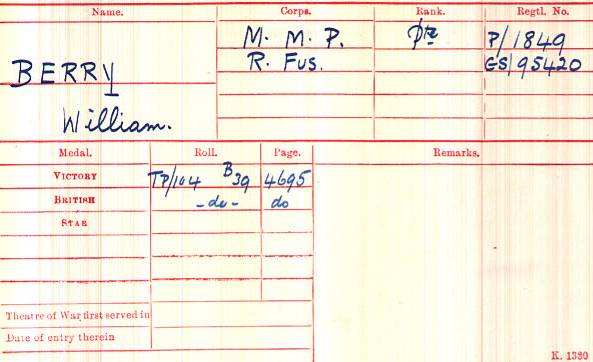 Name. Corps. Rank. Regtl. No.
M. M. P. Pte P/1849
BERRY R. Fus. GS/95420
William.
Medal. Roll. Page. Remarks.
VICTORY TP/104 B39 4695
BRITISH -do- do
STAR
Theatre of War first served in
Date of entry therein
K. 1380